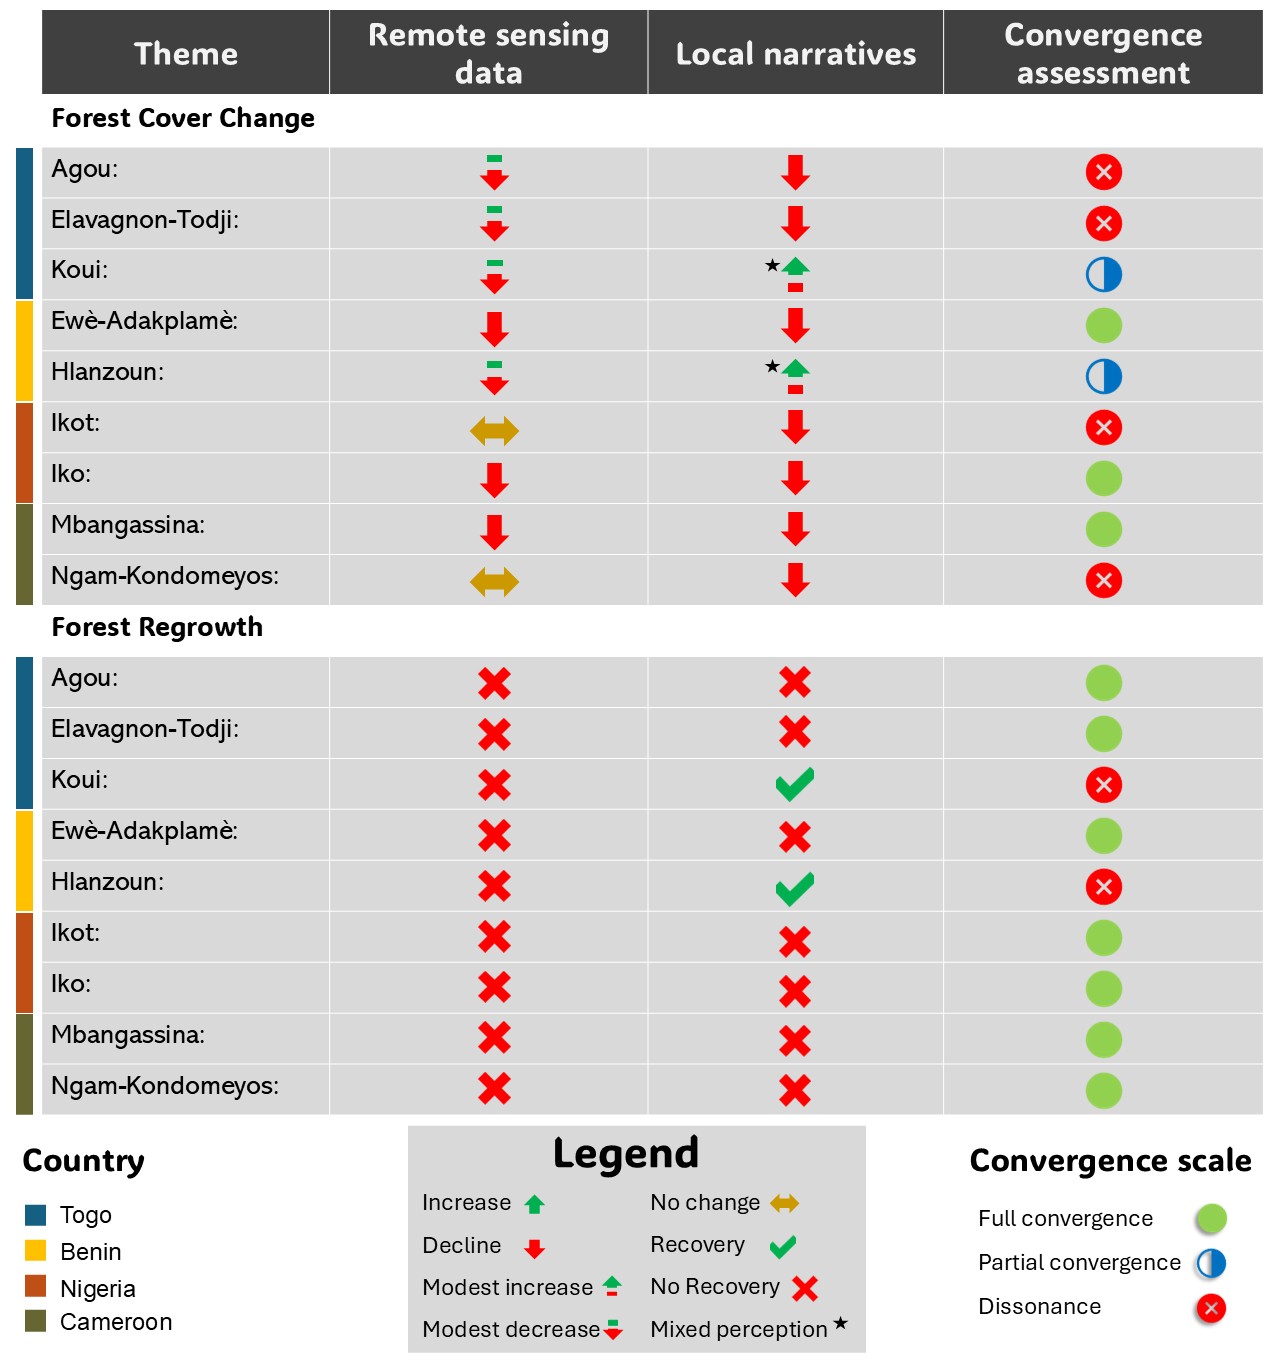 Theme
Remote sensing
data
Local narratives
Convergence
assessment
Forest Cover Change
Agou:
Elavagnon-Todji:
Koui:
Ewè-Adakplamè:
Hlanzoun:
Ikot:
Iko:
Mbangassina:
Ngam-Kondomeyos:
Forest Regrowth
Agou:
Elavagnon-Todji:
Koui:
Ewè-Adakplamè:
Hlanzoun:
Ikot:
Iko:
Mbangassina:
Ngam-Kondomeyos:
Country
Togo
Benin
Nigeria
Cameroon
Legend
Increase
Decline
Modest increase
Modest decrease
No change
Recovery
No Recovery
Mixed perception
Convergence scale
Full convergence
Partial convergence
Dissonance